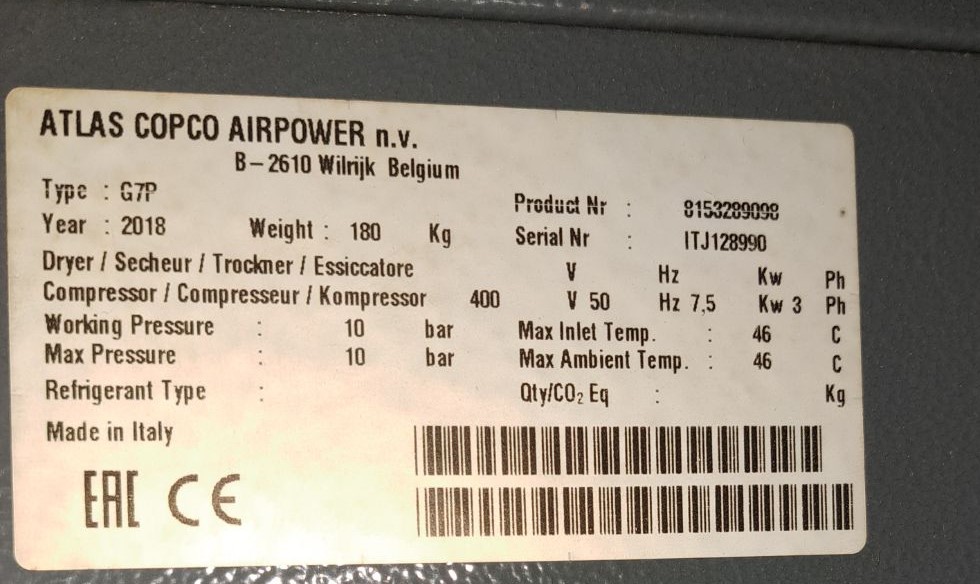 ATLAS COPCO AIRPOWER n.v.
B-2610 Wilrijk Belgium
Type : G7P
Product Nr : 8153289098
Year : 2018 Weight : 180 Kg
Serial Nr : ITJ128990
Dryer / Secheur / Trockner / Essiccatore V Hz Kw Ph
Compressor / Compresseur / Kompressor 400 V 50 Hz 7,5 Kw 3 Ph
Working Pressure : 10 bar Max Inlet Temp. : 46 C
Max Pressure : 10 bar Max Ambient Temp. : 46 C
Refrigerant Type : Qty/CO₂ Eq : Kg
Made in Italy
EAC CE